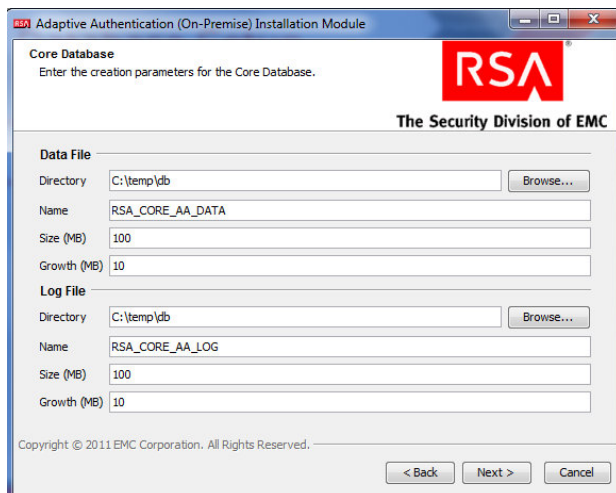 RSA Adaptive Authentication (On-Premise) Installation Module
Core Database
Enter the creation parameters for the Core Database.
RSA®
The Security Division of EMC
Data File
Directory C:\temp\db Browse...
Name RSA_CORE_AA_DATA
Size (MB) 100
Growth (MB) 10
Log File
Directory C:\temp\db Browse...
Name RSA_CORE_AA_LOG
Size (MB) 100
Growth (MB) 10
Copyright © 2011 EMC Corporation. All Rights Reserved.
< Back Next > Cancel